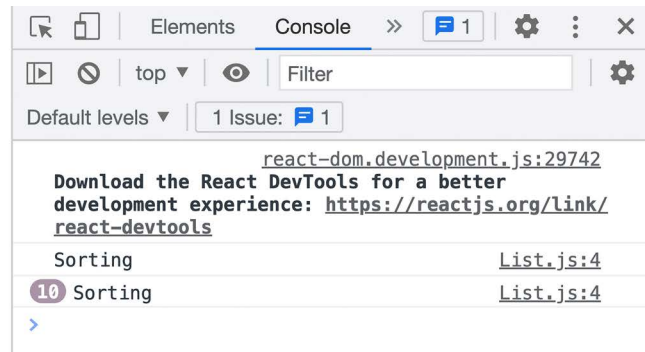 Elements Console » 1
top ▼ Filter
Default levels ▼ 1 Issue: 1
react-dom.development.js:29742
Download the React DevTools for a better
development experience: https://reactjs.org/link/
react-devtools
Sorting List.js:4
10 Sorting List.js:4
>